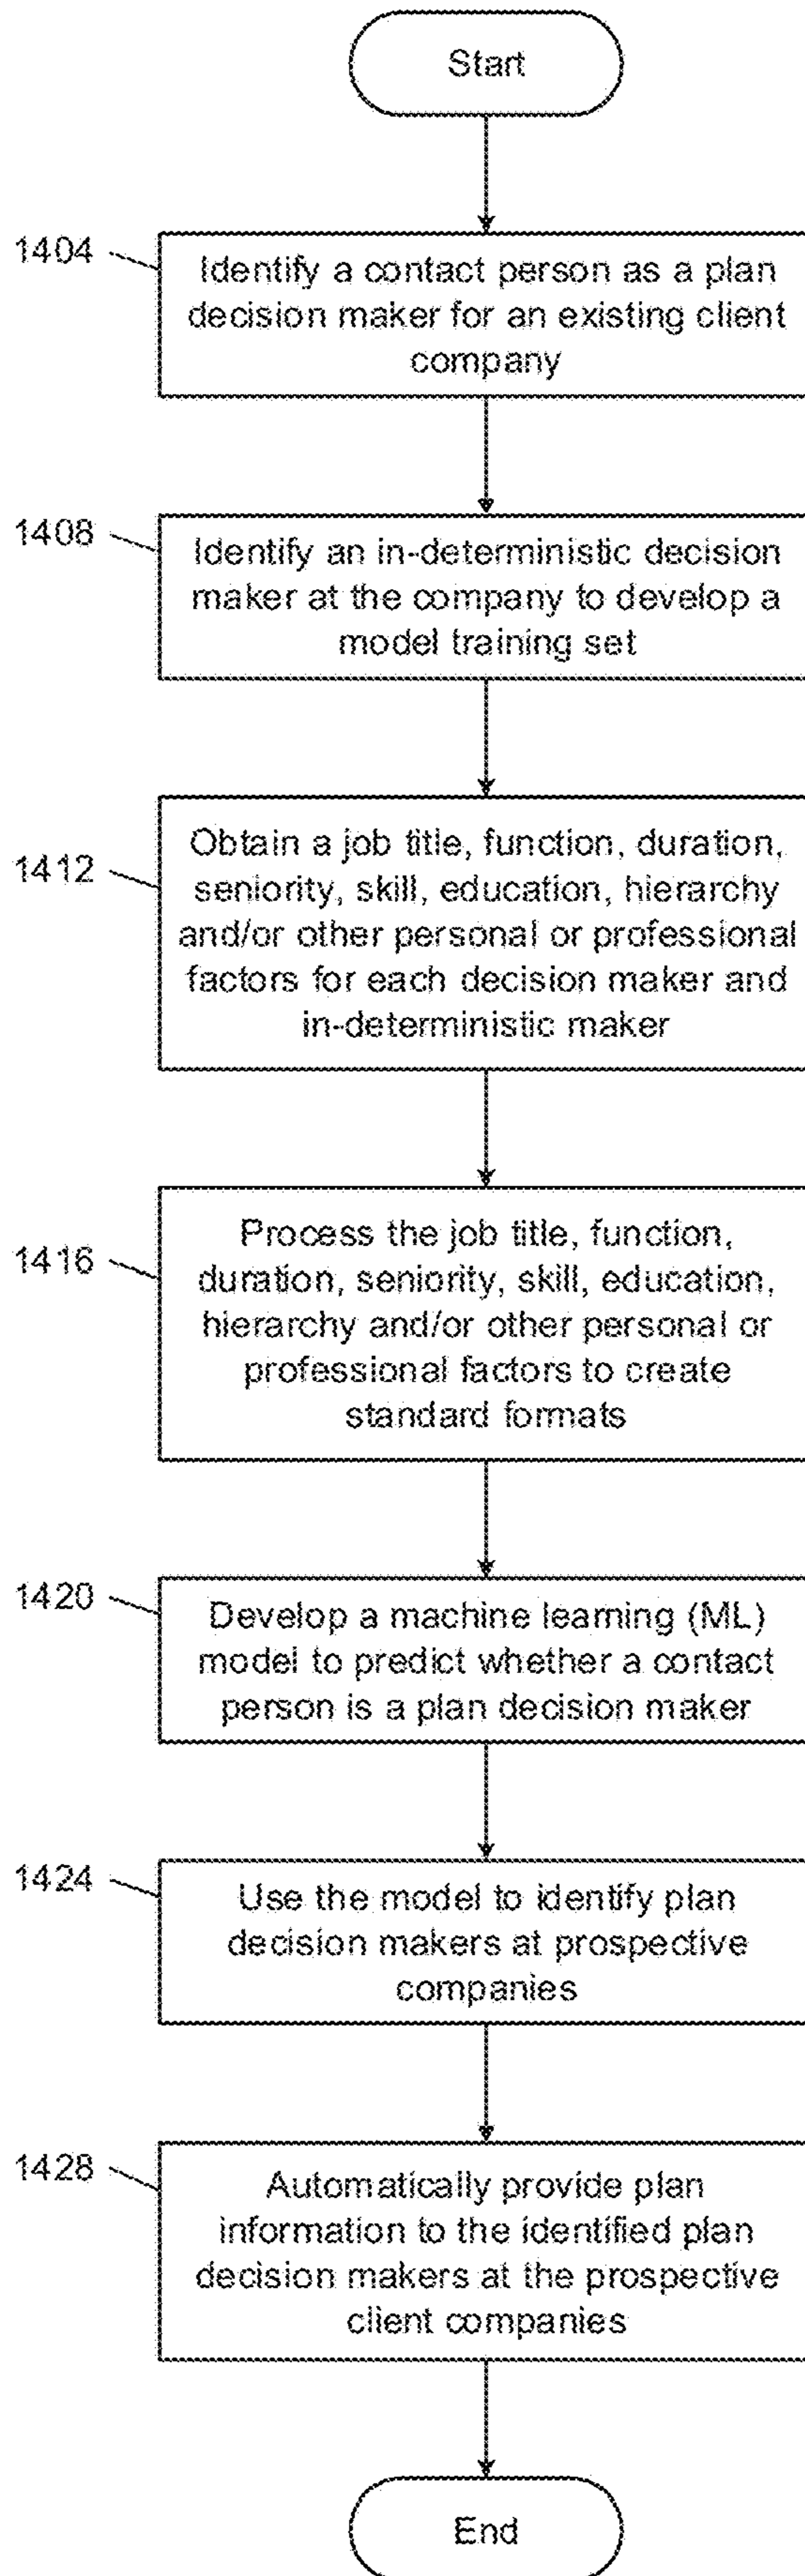 Start
1404
Identify a contact person as a plan
decision maker for an existing client
company
1408
Identify an in-deterministic decision
maker at the company to develop a
model training set
1412
Obtain a job title, function, duration,
seniority, skill, education, hierarchy
and/or other personal or professional
factors for each decision maker and
in-deterministic maker
1416
Process the job title, function,
duration, seniority, skill, education,
hierarchy and/or other personal or
professional factors to create
standard formats
1420
Develop a machine learning (ML)
model to predict whether a contact
person is a plan decision maker
1424
Use the model to identify plan
decision makers at prospective
companies
1428
Automatically provide plan
information to the identified plan
decision makers at the prospective
client companies
End